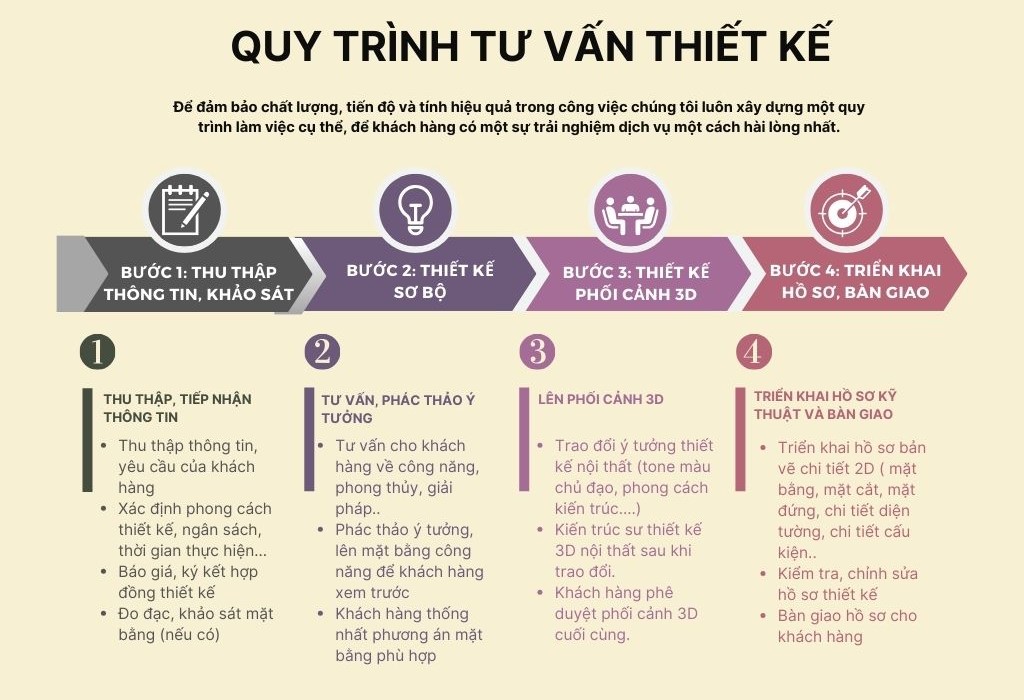 QUY TRÌNH TƯ VẤN THIẾT KẾ
Để đảm bảo chất lượng, tiến độ và tính hiệu quả trong công việc chúng tôi luôn xây dựng một quy
trình làm việc cụ thể, để khách hàng có một sự trải nghiệm dịch vụ một cách hài lòng nhất.
BƯỚC 1: THU THẬP
THÔNG TIN, KHẢO SÁT
BƯỚC 2: THIẾT KẾ
SƠ BỘ
BƯỚC 3: THIẾT KẾ
PHỐI CẢNH 3D
BƯỚC 4: TRIỂN KHAI
HỒ SƠ, BÀN GIAO
1
THU THẬP, TIẾP NHẬN
THÔNG TIN
• Thu thập thông tin,
yêu cầu của khách
hàng
• Xác định phong cách
thiết kế, ngân sách,
thời gian thực hiện...
• Báo giá, ký kết hợp
đồng thiết kế
• Đo đạc, khảo sát mặt
bằng (nếu có)
2
TƯ VẤN, PHÁC THẢO Ý
TƯỞNG
• Tư vấn cho khách
hàng về công năng,
phong thủy, giải
pháp..
• Phác thảo ý tưởng,
lên mặt bằng công
năng để khách hàng
xem trước
• Khách hàng thống
nhất phương án mặt
bằng phù hợp
3
LÊN PHỐI CẢNH 3D
• Trao đổi ý tưởng thiết
kế nội thất (tone màu
chủ đạo, phong cách
kiến trúc....)
• Kiến trúc sư thiết kế
3D nội thất sau khi
trao đổi.
• Khách hàng phê
duyệt phối cảnh 3D
cuối cùng.
4
TRIỂN KHAI HỒ SƠ KỸ
THUẬT VÀ BÀN GIAO
• Triển khai hồ sơ bản
vẽ chi tiết 2D ( mặt
bằng, mặt cắt, mặt
đứng, chi tiết diện
tường, chi tiết cấu
kiện..
• Kiểm tra, chỉnh sửa
hồ sơ thiết kế
• Bàn giao hồ sơ cho
khách hàng